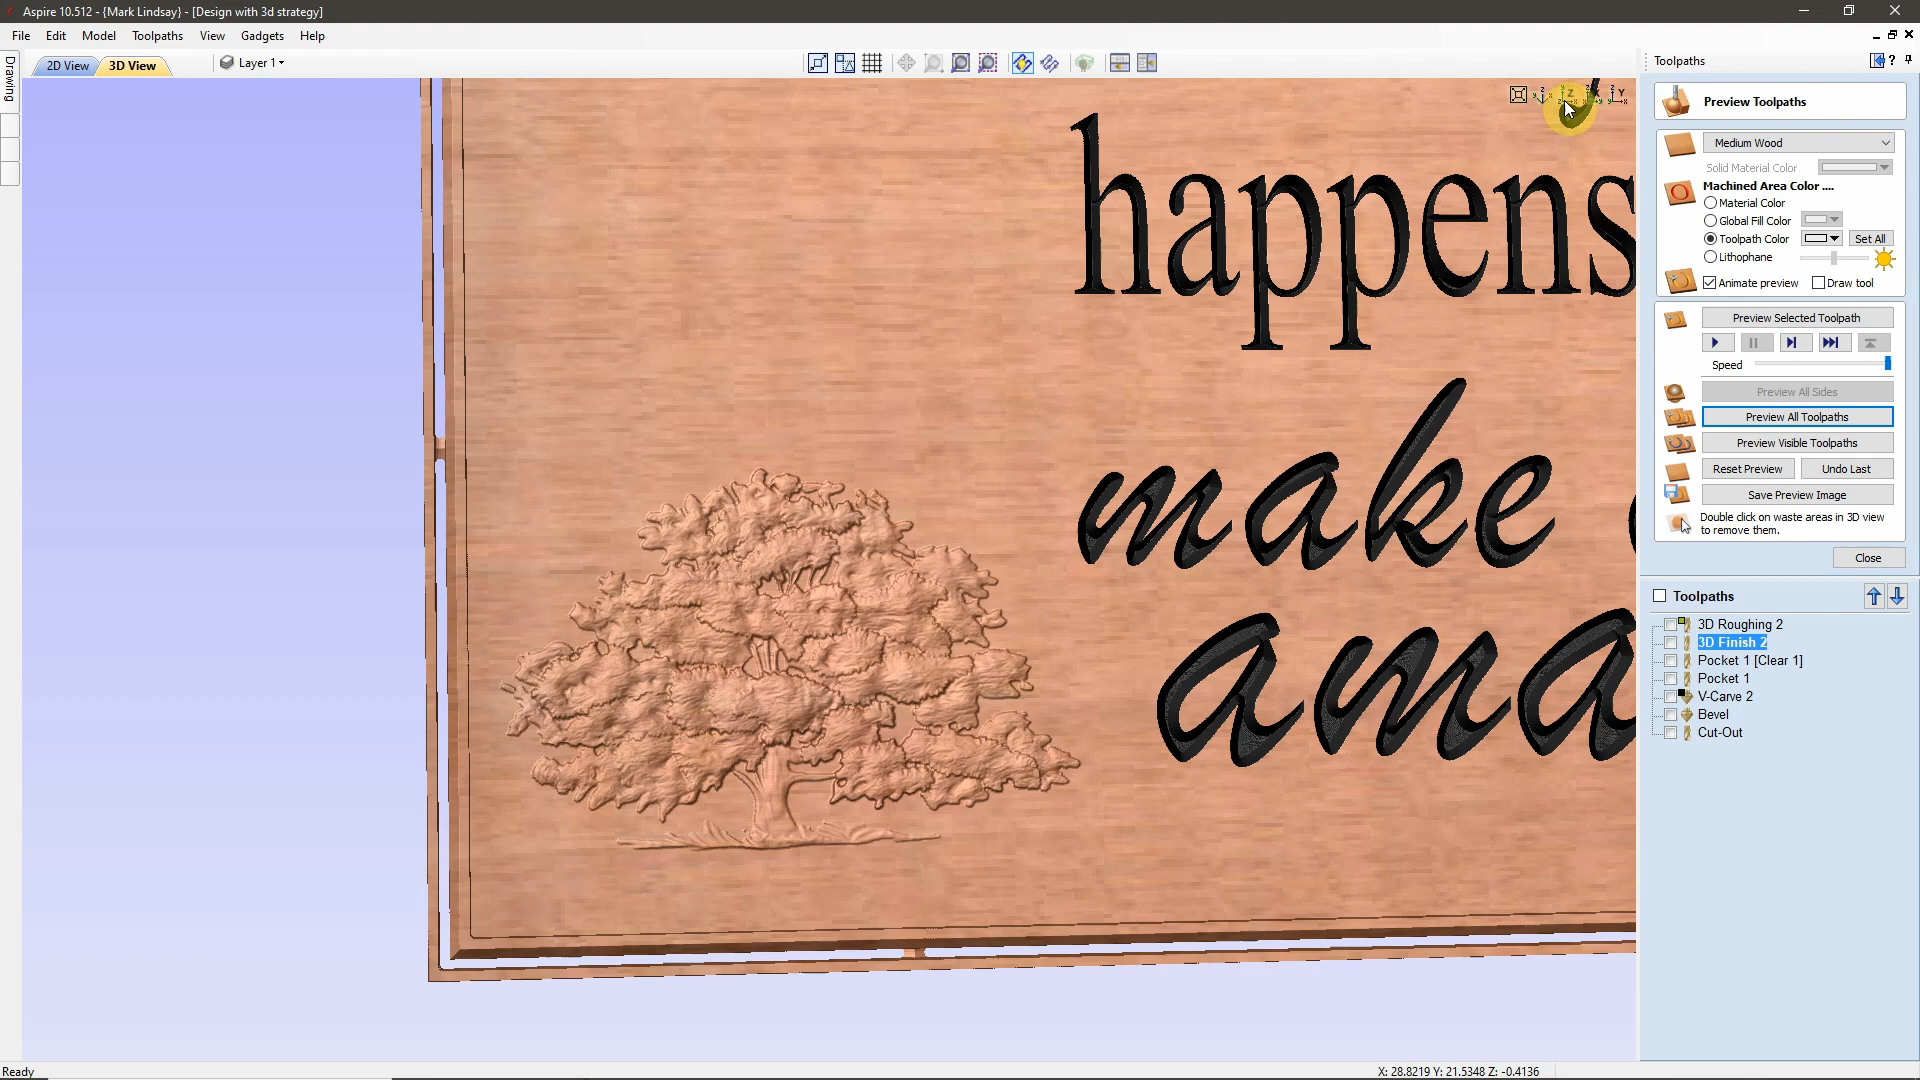 Aspire 10.512 - {Mark Lindsay} - [Design with 3d strategy]
File Edit Model Toolpaths View Gadgets Help
Drawing
2D View 3D View Layer 1
Toolpaths
Preview Toolpaths
Medium Wood
Solid Material Color
Machined Area Color ....
Material Color
Global Fill Color
Toolpath Color Set All
Lithophane
Animate preview Draw tool
Preview Selected Toolpath
Speed
Preview All Sides
Preview All Toolpaths
Preview Visible Toolpaths
Reset Preview Undo Last
Save Preview Image
Double click on waste areas in 3D view
to remove them.
Close
Toolpaths
3D Roughing 2
3D Finish 2
Pocket 1 [Clear 1]
Pocket 1
V-Carve 2
Bevel
Cut-Out
happens
make
ama
Ready X: 28.8219 Y: 21.5348 Z: -0.4136